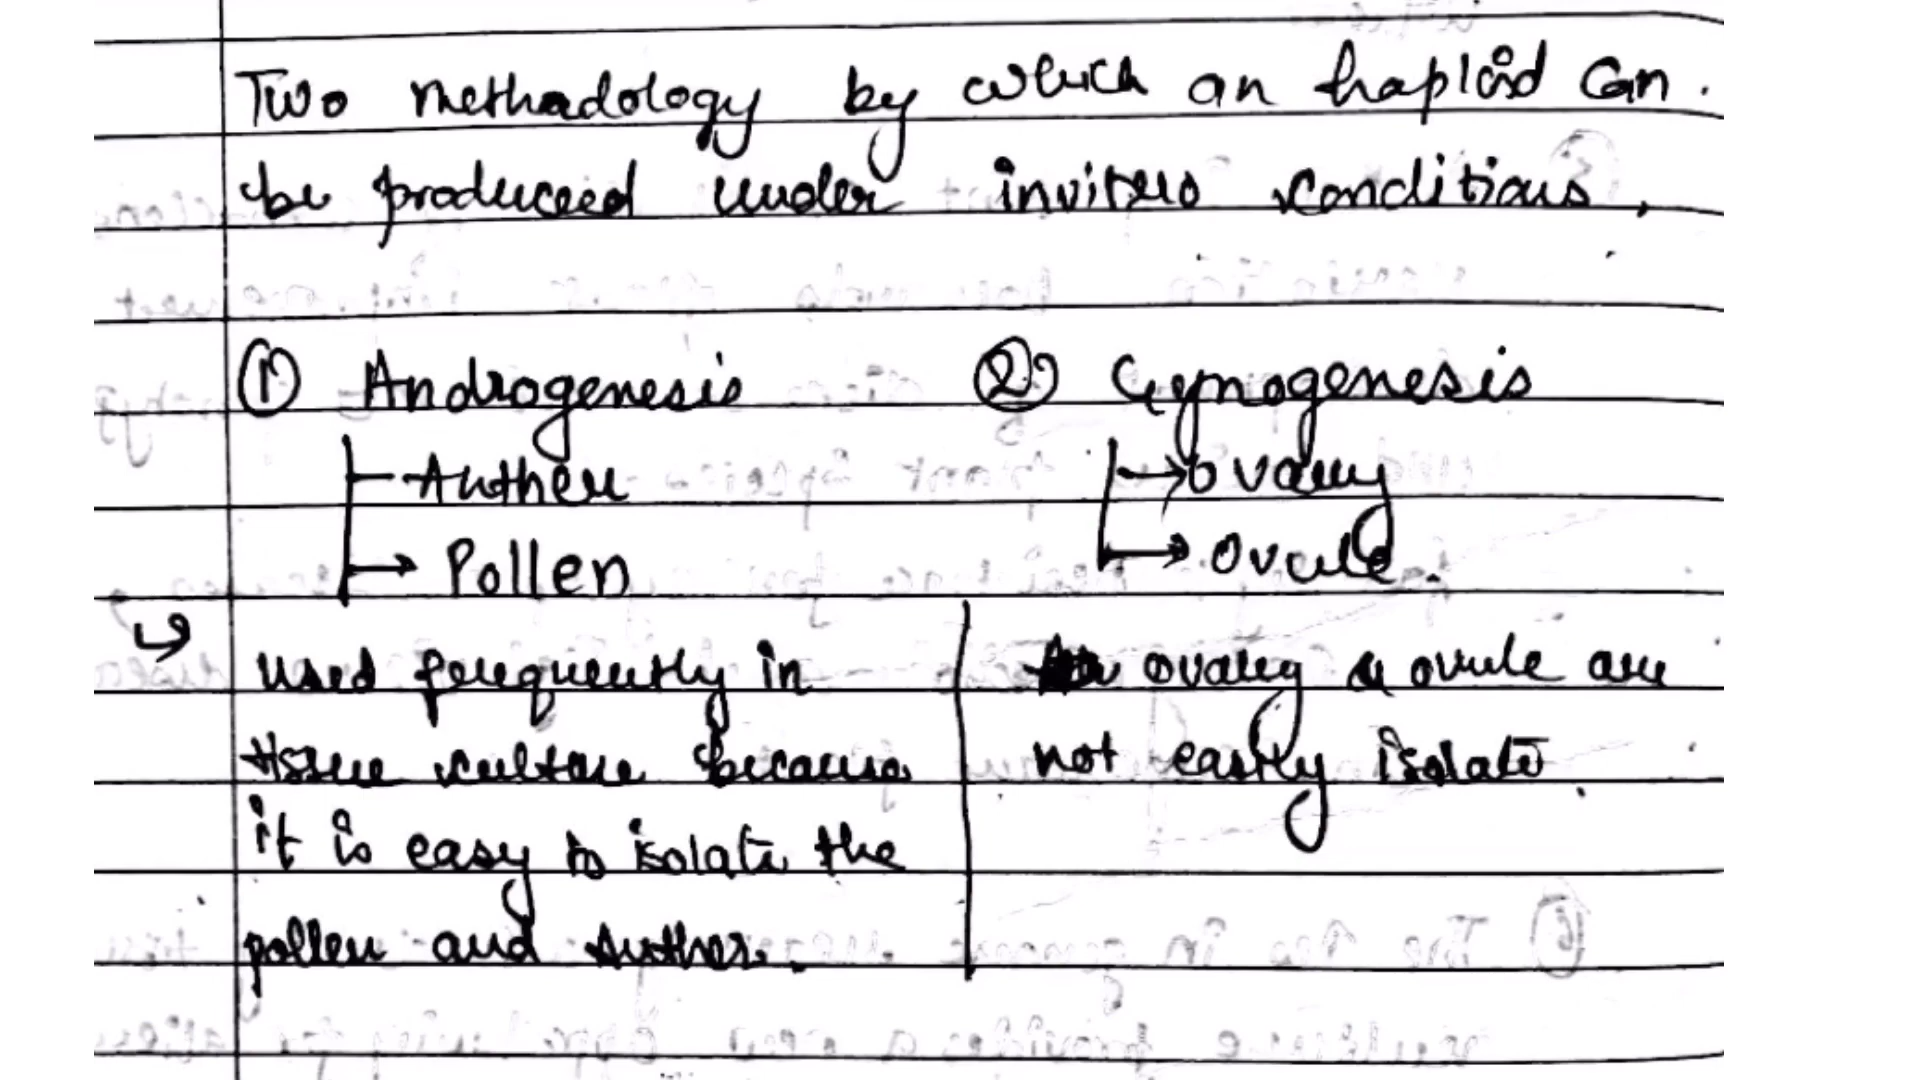 Two methadology by which an haploid can.
be produceed under invitro conditions,
① Androgenesis ② Gynogenesis
Anther → Ovary
→ Pollen → Ovule.
used frequently in ovary & ovule are
tissue culture because not easily isolate.
it is easy to isolate the
pollen and Anther.